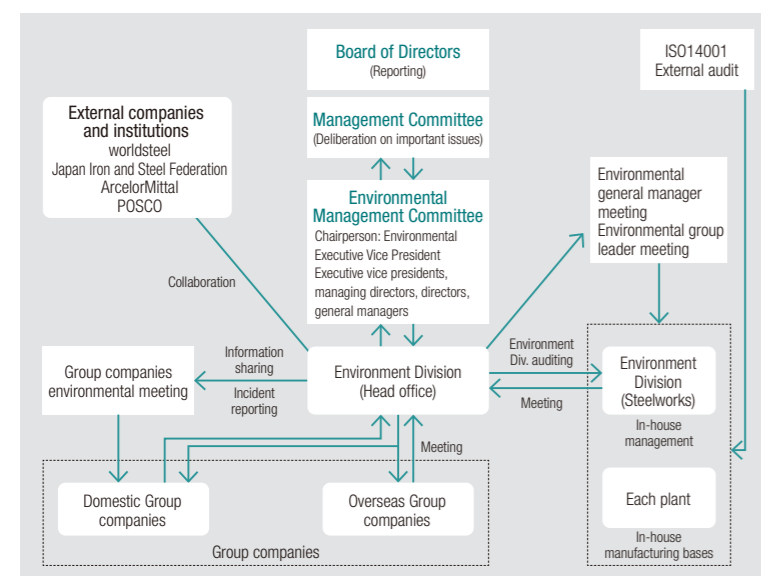 Board of Directors
(Reporting)
ISO14001
External audit
External companies
and institutions
worldsteel
Japan Iron and Steel Federation
ArcelorMittal
POSCO
Management Committee
(Deliberation on important issues)
Environmental
Management Committee
Chairperson: Environmental
Executive Vice President
Executive vice presidents,
managing directors, directors,
general managers
Environmental
general manager
meeting
Environmental group
leader meeting
Collaboration
Information
sharing
Incident
reporting
Group companies
environmental meeting
Environment Division
(Head office)
Environment
Div. auditing
Meeting
Environment
Division
(Steelworks)
In-house
management
Meeting
Domestic Group
companies
Overseas Group
companies
Group companies
Each plant
In-house
manufacturing bases